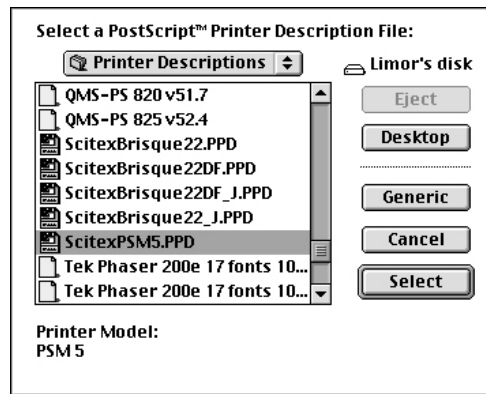 Select a PostScript™ Printer Description File:
Printer Descriptions
Limor's disk
QMS-PS 820 v51.7
QMS-PS 825 v52.4
ScitexBrisque22.PPD
ScitexBrisque22DF.PPD
ScitexBrisque22DF_J.PPD
ScitexBrisque22_J.PPD
ScitexPSM5.PPD
Tek Phaser 200e 17 fonts 10...
Tek Phaser 200e 17 fonts 10...
Eject
Desktop
Generic
Cancel
Select
Printer Model:
PSM 5